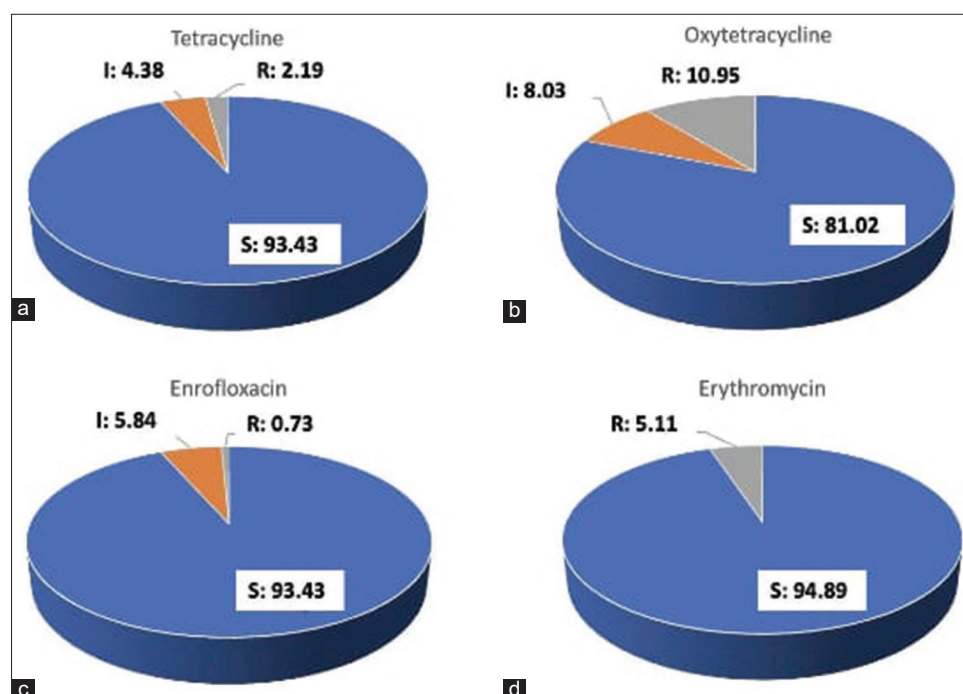 Tetracycline
I: 4.38
R: 2.19
S: 93.43
a
Oxytetracycline
I: 8.03
R: 10.95
S: 81.02
b
Enrofloxacin
I: 5.84
R: 0.73
S: 93.43
c
Erythromycin
R: 5.11
S: 94.89
d